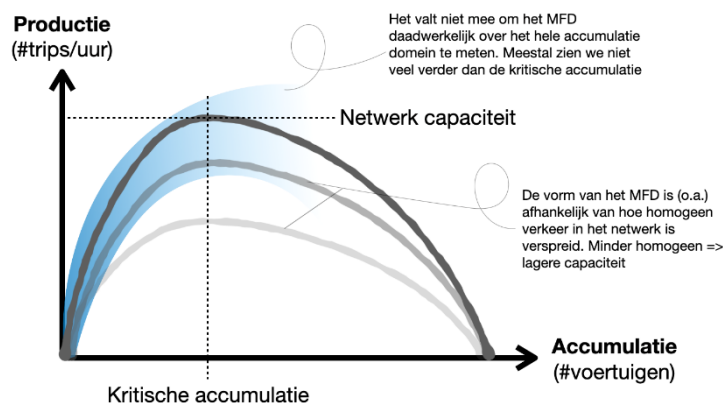 Productie
(#trips/uur)
Het valt niet mee om het MFD
daadwerkelijk over het hele accumulatie
domein te meten. Meestal zien we niet
veel verder dan de kritische accumulatie
Netwerk capaciteit
De vorm van het MFD is (o.a.)
afhankelijk van hoe homogeen
verkeer in het netwerk is
verspreid. Minder homogeen =>
lagere capaciteit
Accumulatie
(#voertuigen)
Kritische accumulatie